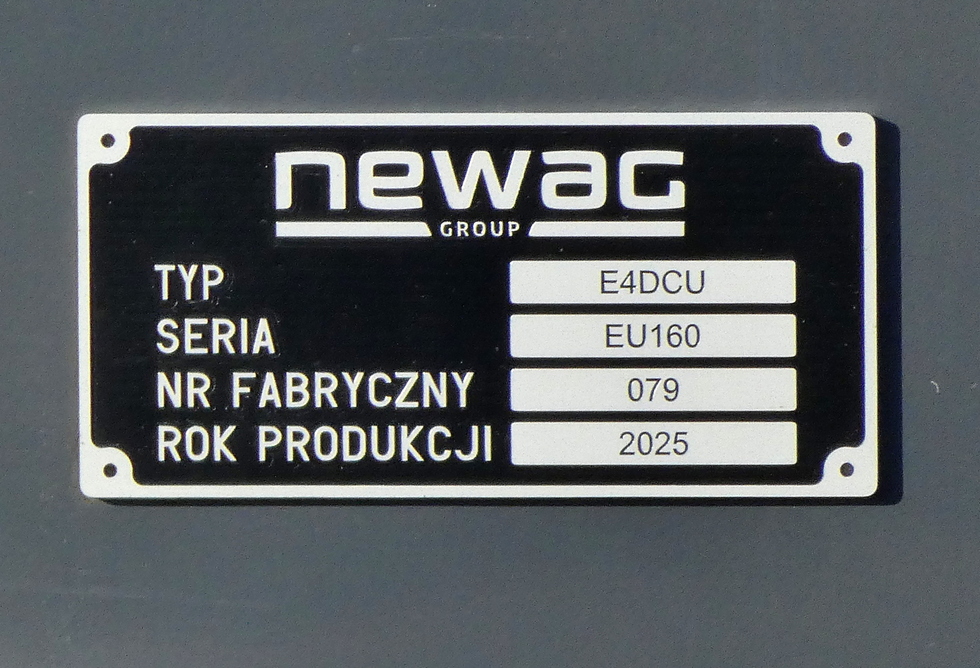 newag
GROUP
TYP E4DCU
SERIA EU160
NR FABRYCZNY 079
ROK PRODUKCJI 2025